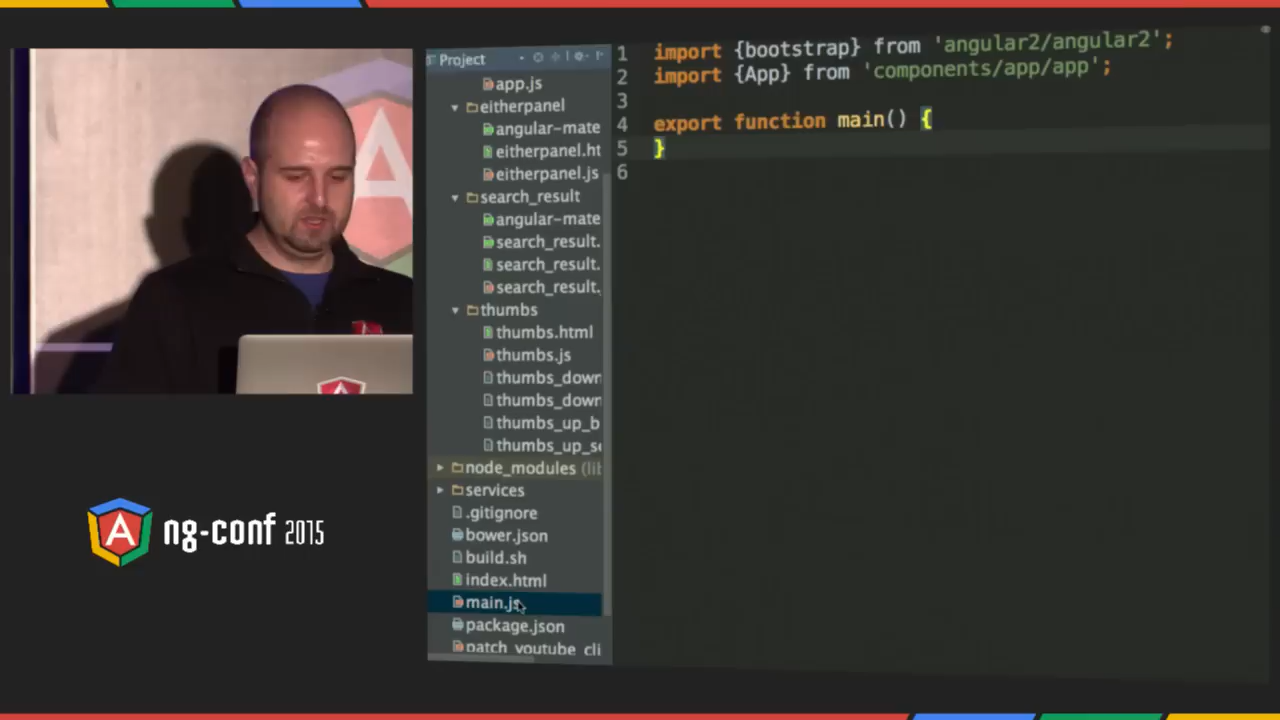 Project
app.js
eitherpanel
angular-mate
eitherpanel.ht
eitherpanel.js
search_result
angular-mate
search_result.
search_result.
search_result.
thumbs
thumbs.html
thumbs.js
thumbs_down
thumbs_down
thumbs_up_b
thumbs_up_se
node_modules (lib
services
.gitignore
bower.json
build.sh
index.html
main.js
package.json
patch_youtube_cli
1 import {bootstrap} from 'angular2/angular2';
2 import {App} from 'components/app/app';
3
4 export function main() {
5 }
6
A ng-conf 2015